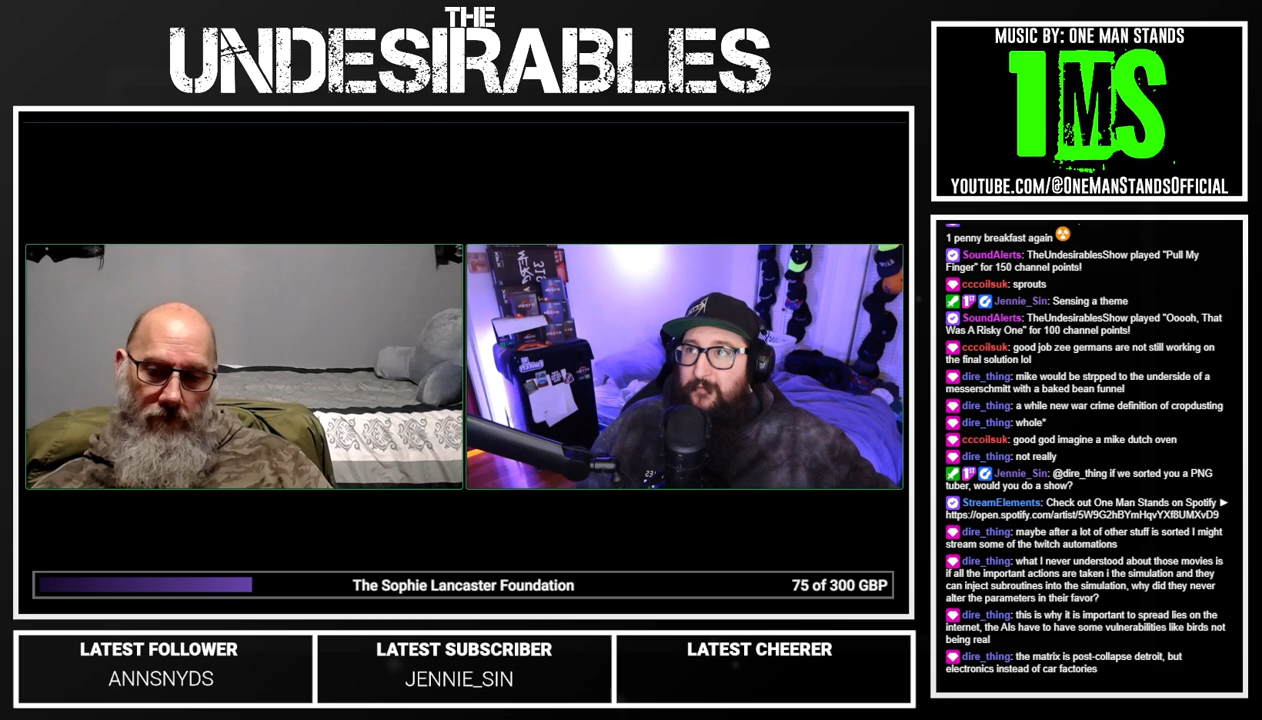 THE
UNDESIRABLES
MUSIC BY: ONE MAN STANDS
1MS
YOUTUBE.COM/@ONEMANSTANDSOFFICIAL
1 penny breakfast again
SoundAlerts: TheUndesirablesShow played "Pull My
Finger" for 150 channel points!
cccoilsuk: sprouts
Jennie_Sin: Sensing a theme
SoundAlerts: TheUndesirablesShow played "Ooooh, That
Was A Risky One" for 100 channel points!
cccoilsuk: good job zee germans are not still working on
the final solution lol
dire_thing: mike would be strpped to the underside of a
messerschmitt with a baked bean funnel
dire_thing: a while new war crime definition of cropdusting
dire_thing: whole*
cccoilsuk: good god imagine a mike dutch oven
dire_thing: not really
Jennie_Sin: @dire_thing if we sorted you a PNG
tuber, would you do a show?
StreamElements: Check out One Man Stands on Spotify ►
https://open.spotify.com/artist/5W9G2hBYmHqvYXf8UMXvD9
dire_thing: maybe after a lot of other stuff is sorted I might
stream some of the twitch automations
dire_thing: what I never understood about those movies is
if all the important actions are taken i the simulation and they
can inject subroutines into the simulation, why did they never
alter the parameters in their favor?
dire_thing: this is why it is important to spread lies on the
internet, the AIs have to have some vulnerabilities like birds not
being real
dire_thing: the matrix is post-collapse detroit, but
electronics instead of car factories
The Sophie Lancaster Foundation 75 of 300 GBP
LATEST FOLLOWER
ANNSNYDS
LATEST SUBSCRIBER
JENNIE_SIN
LATEST CHEERER